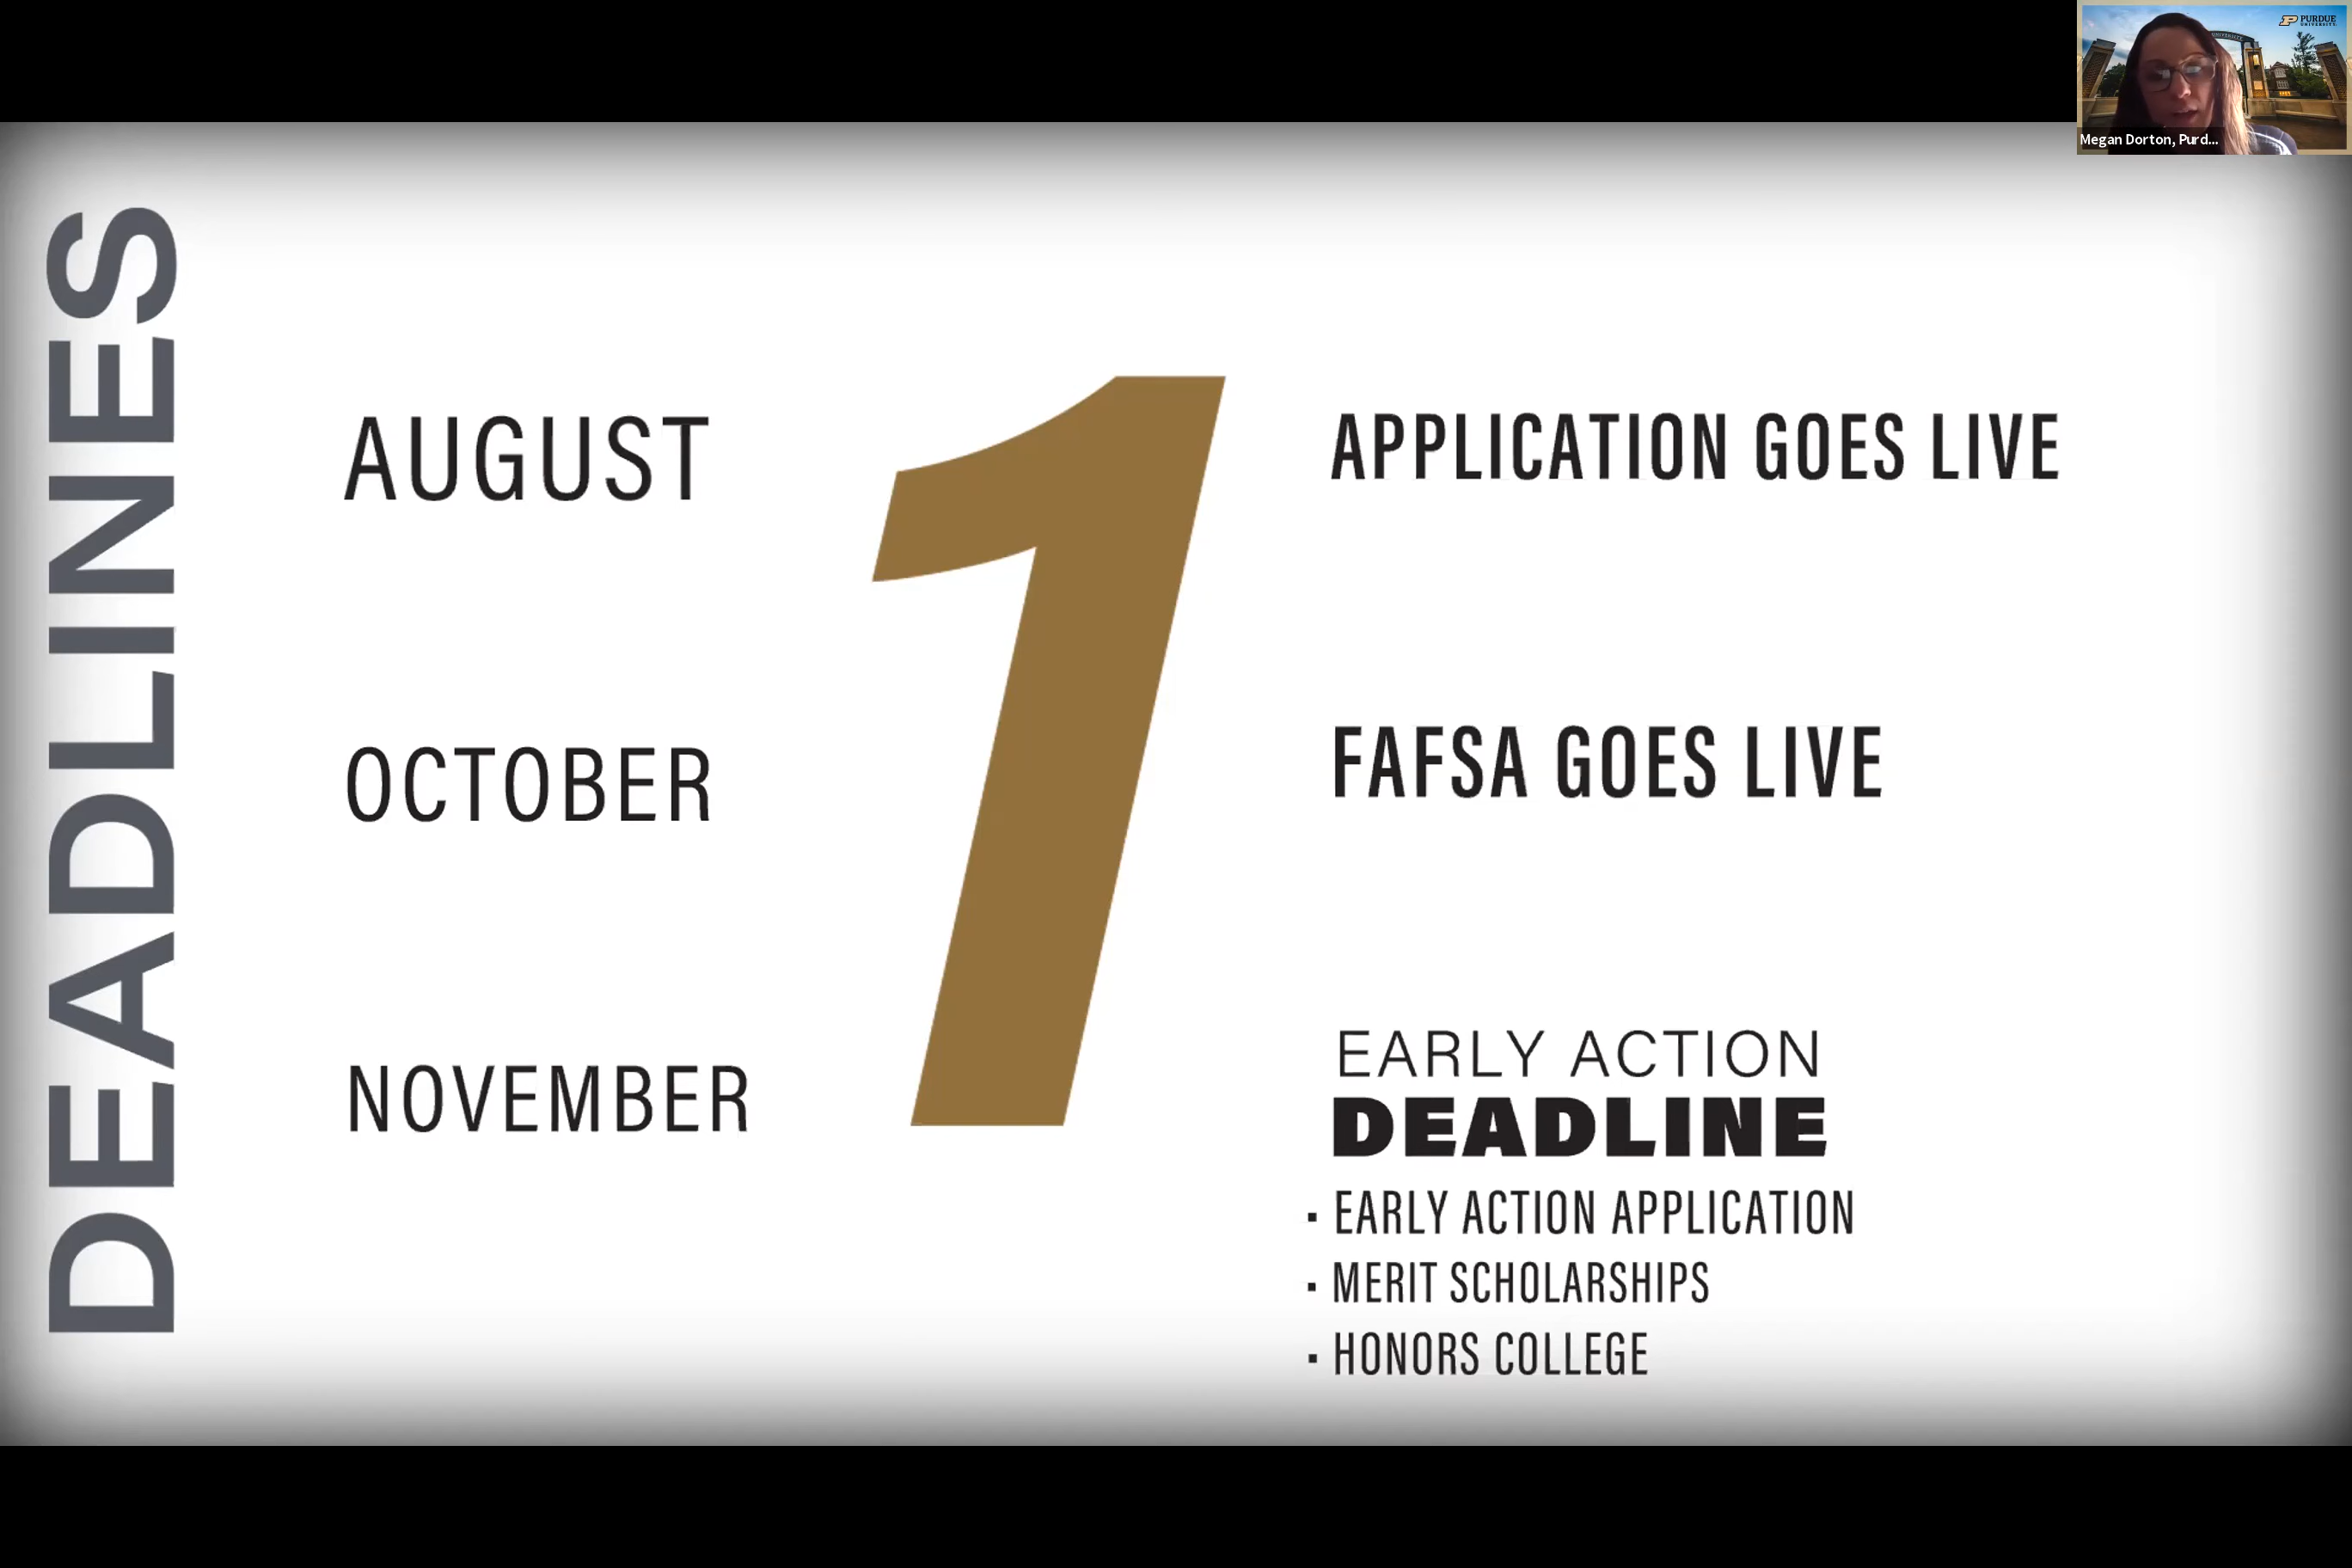 PURDUE
UNIVERSITY
Megan Dorton, Purd...
DEADLINES
AUGUST
1
APPLICATION GOES LIVE
OCTOBER
FAFSA GOES LIVE
NOVEMBER
EARLY ACTION
DEADLINE
▪ EARLY ACTION APPLICATION
▪ MERIT SCHOLARSHIPS
▪ HONORS COLLEGE